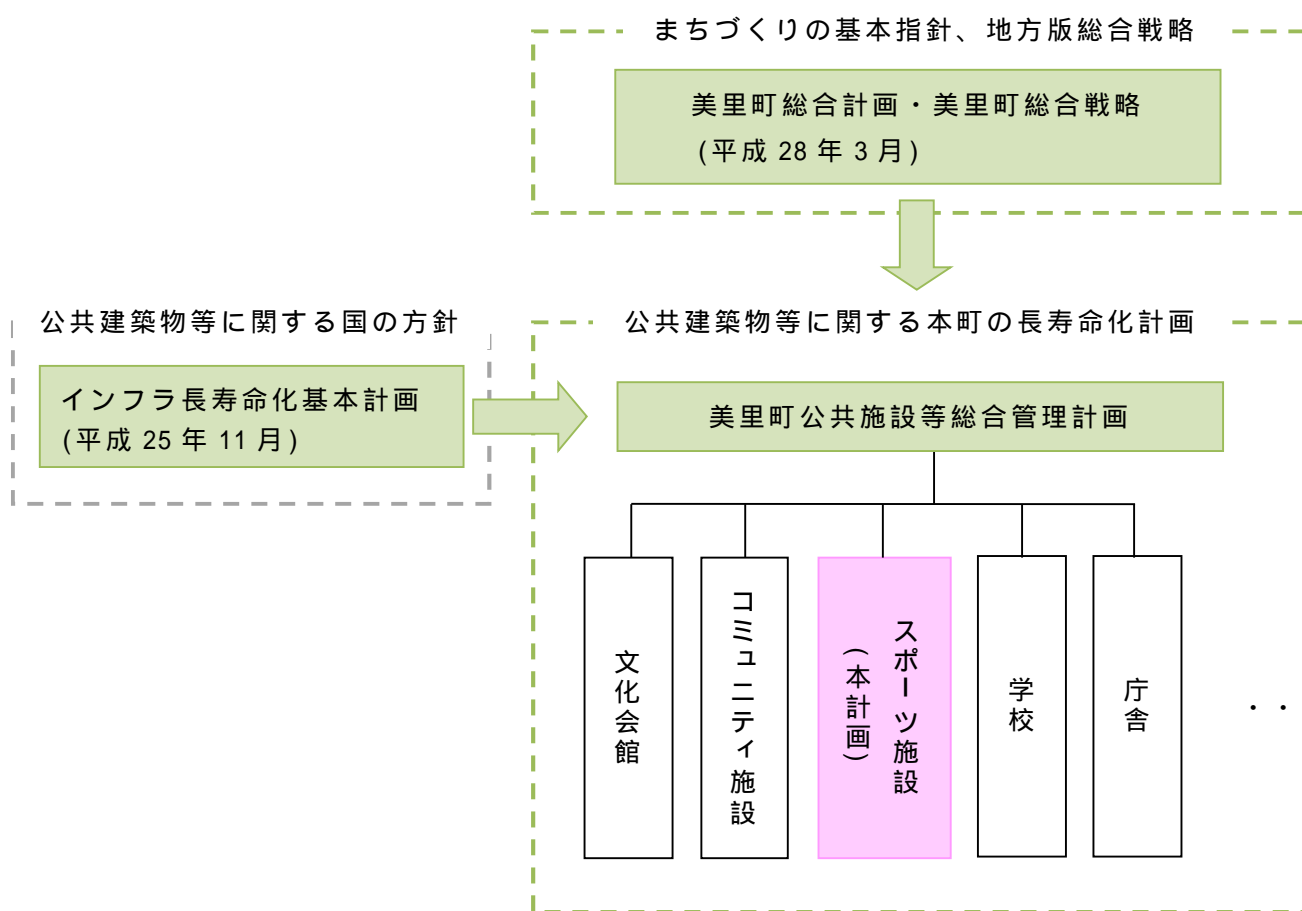 まちづくりの基本指針、地方版総合戦略
美里町総合計画・美里町総合戦略
(平成 28 年 3 月)
公共建築物等に関する国の方針
インフラ長寿命化基本計画
(平成 25 年 11 月)
公共建築物等に関する本町の長寿命化計画
美里町公共施設等総合管理計画
文化会館
コミュニティ施設
スポーツ施設
(本計画)
学校
庁舎
・・